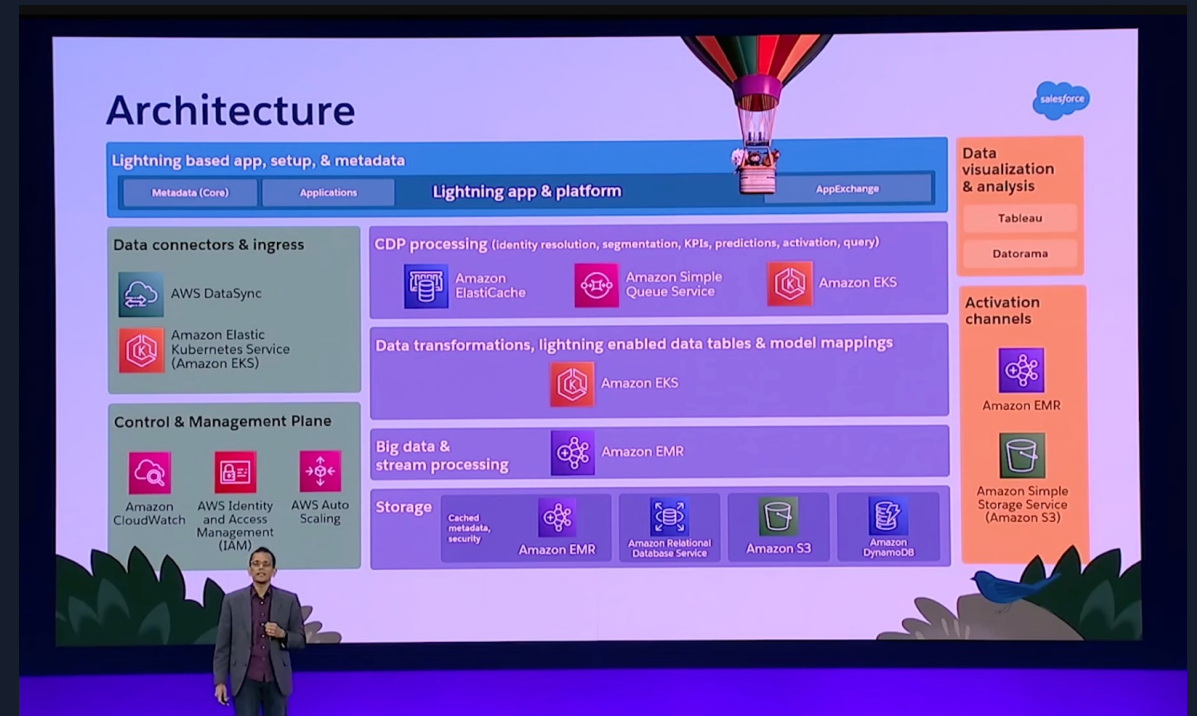 Architecture
salesforce
Lightning based app, setup, & metadata
Metadata (Core)
Applications
Lightning app & platform
AppExchange
Data connectors & ingress
AWS DataSync
Amazon Elastic
Kubernetes Service
(Amazon EKS)
Control & Management Plane
Amazon
CloudWatch
AWS Identity
and Access
Management
(IAM)
AWS Auto
Scaling
CDP processing (identity resolution, segmentation, KPIs, predictions, activation, query)
Amazon
ElastiCache
Amazon Simple
Queue Service
Amazon EKS
Data transformations, lightning enabled data tables & model mappings
Amazon EKS
Big data &
stream processing
Amazon EMR
Storage
Cached
metadata,
security
Amazon EMR
Amazon Relational
Database Service
Amazon S3
Amazon
DynamoDB
Data
visualization
& analysis
Tableau
Datorama
Activation
channels
Amazon EMR
Amazon Simple
Storage Service
(Amazon S3)